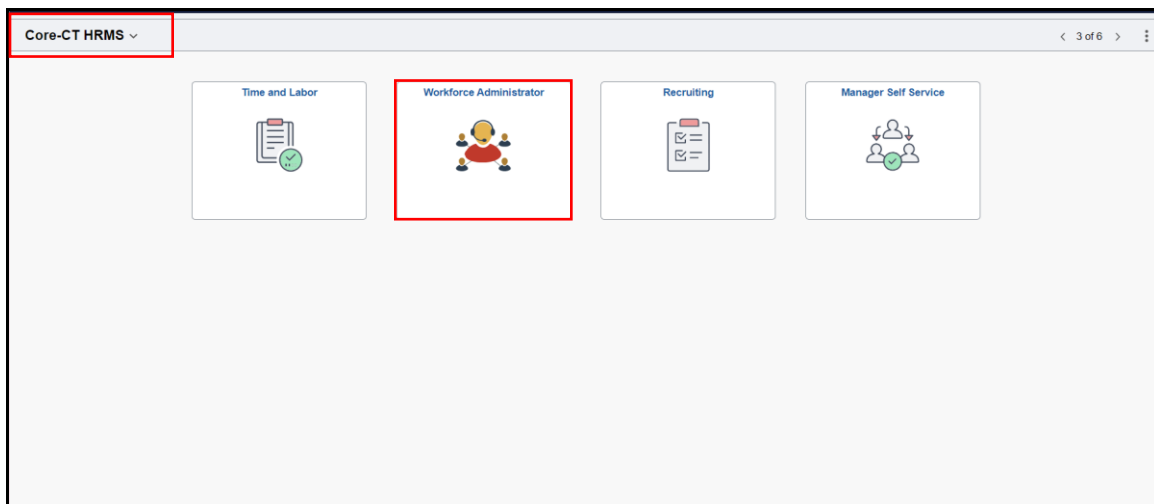 Core-CT HRMS
3 of 6
Time and Labor
Workforce Administrator
Recruiting
Manager Self Service